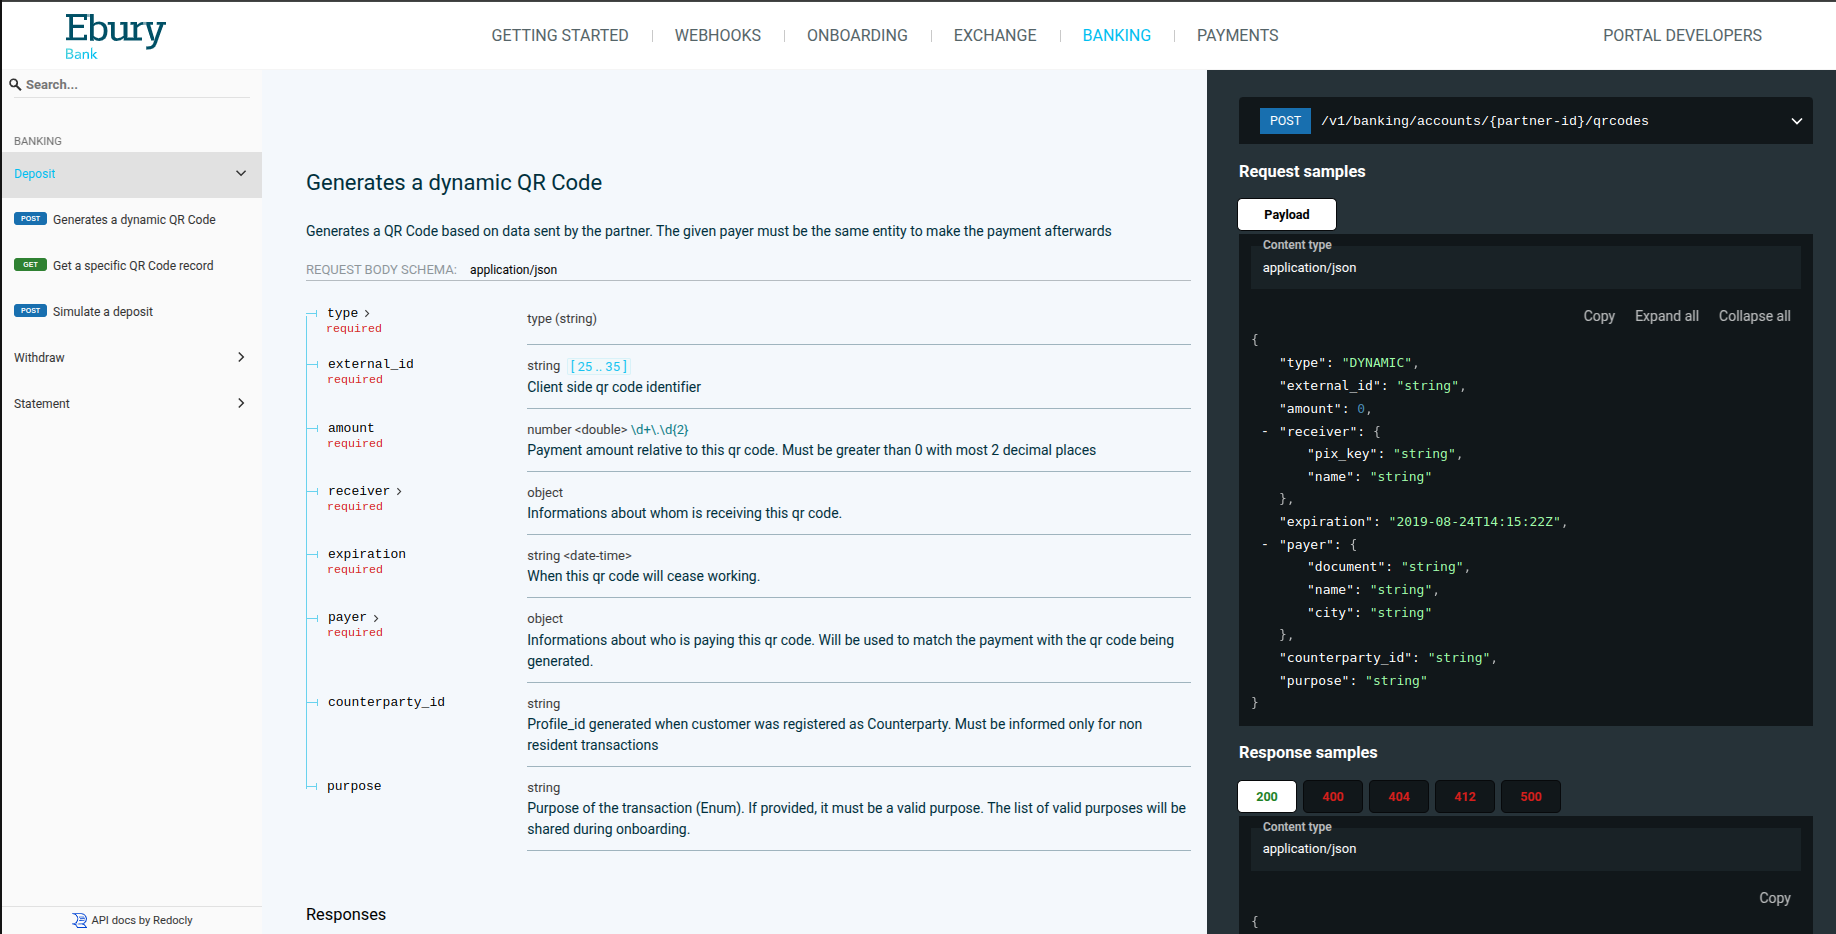 Ebury
Bank
GETTING STARTED
WEBHOOKS
ONBOARDING
EXCHANGE
BANKING
PAYMENTS
PORTAL DEVELOPERS
Search...
BANKING
Deposit
POST Generates a dynamic QR Code
GET Get a specific QR Code record
POST Simulate a deposit
Withdraw
Statement
API docs by Redocly
Generates a dynamic QR Code
Generates a QR Code based on data sent by the partner. The given payer must be the same entity to make the payment afterwards
REQUEST BODY SCHEMA: application/json
type
required
type (string)
external_id
required
string [ 25 .. 35 ]
Client side qr code identifier
amount
required
number <double> \d+\.\d{2}
Payment amount relative to this qr code. Must be greater than 0 with most 2 decimal places
receiver
required
object
Informations about whom is receiving this qr code.
expiration
required
string <date-time>
When this qr code will cease working.
payer
required
object
Informations about who is paying this qr code. Will be used to match the payment with the qr code being
generated.
counterparty_id
string
Profile_id generated when customer was registered as Counterparty. Must be informed only for non
resident transactions
purpose
string
Purpose of the transaction (Enum). If provided, it must be a valid purpose. The list of valid purposes will be
shared during onboarding.
Responses
POST /v1/banking/accounts/{partner-id}/qrcodes
Request samples
Payload
Content type
application/json
Copy Expand all Collapse all
{
"type": "DYNAMIC",
"external_id": "string",
"amount": 0,
- "receiver": {
"pix_key": "string",
"name": "string"
},
"expiration": "2019-08-24T14:15:22Z",
- "payer": {
"document": "string",
"name": "string",
"city": "string"
},
"counterparty_id": "string",
"purpose": "string"
}
Response samples
200 400 404 412 500
Content type
application/json
Copy
{